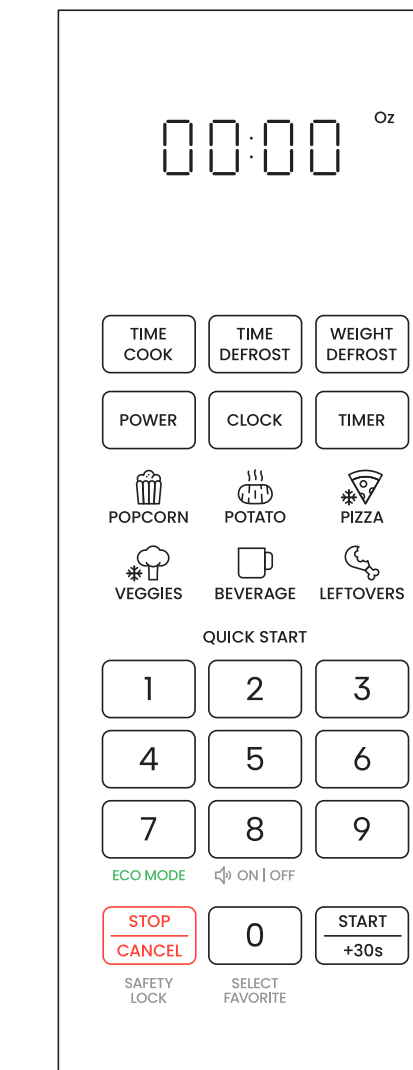 00:00 Oz
TIME COOK
TIME DEFROST
WEIGHT DEFROST
POWER
CLOCK
TIMER
POPCORN
POTATO
PIZZA
VEGGIES
BEVERAGE
LEFTOVERS
QUICK START
1
2
3
4
5
6
7
8
9
ECO MODE
ON | OFF
STOP
CANCEL
0
START
+30s
SAFETY
LOCK
SELECT
FAVORITE